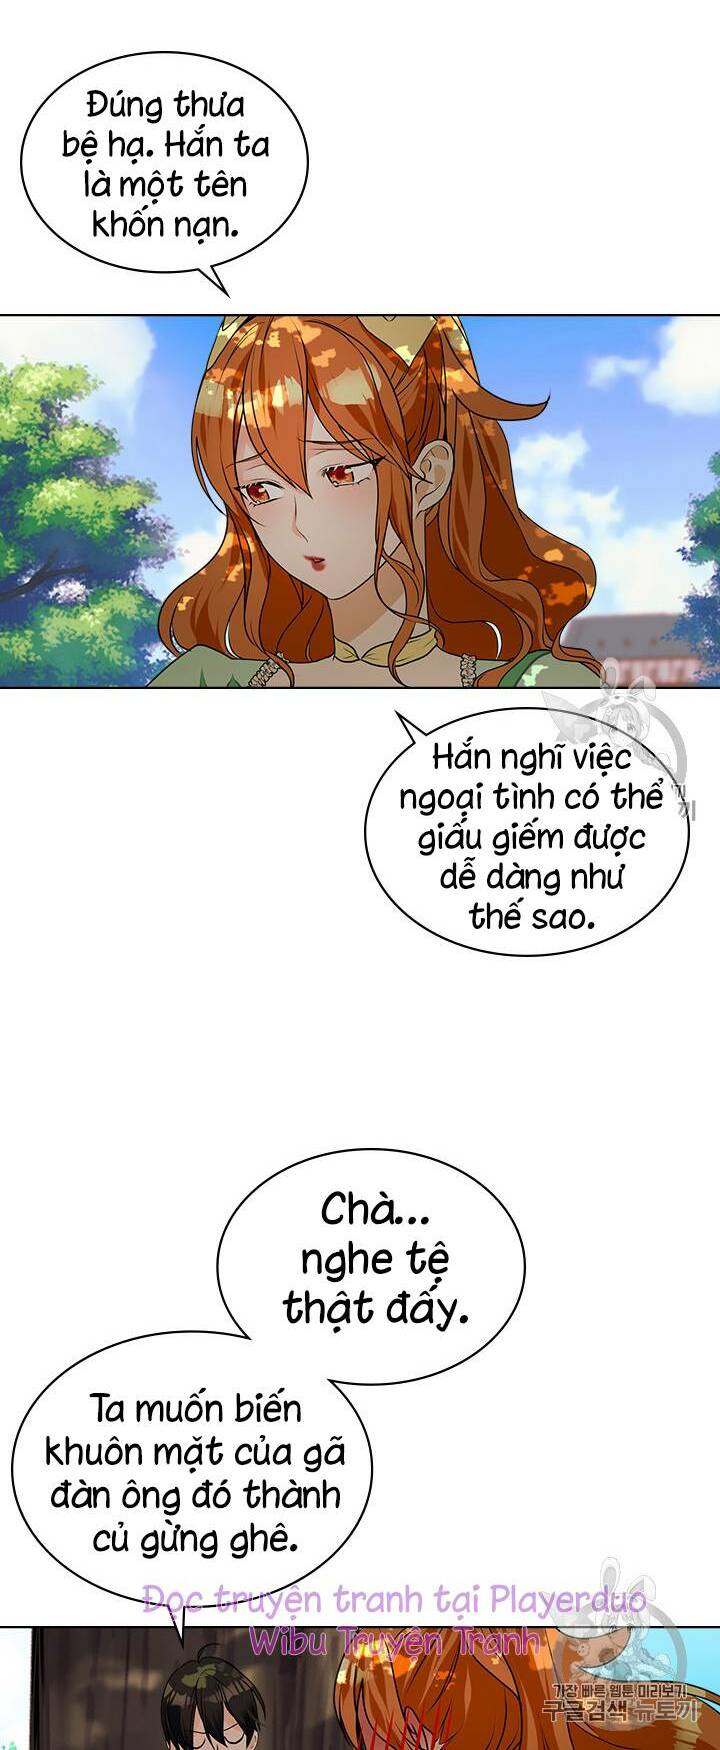 Đúng thưa
bệ hạ. Hắn ta
là một tên
khốn nạn.
Hắn nghĩ việc
ngoại tình có thể
giấu giếm được
dễ dàng như
thế sao.
Chà...
nghe tệ
thật đấy.
Ta muốn biến
khuôn mặt của gã
đàn ông đó thành
củ gừng ghê.
Đọc truyện tranh tại Playerduo
Wibu Truyện Tranh
가장 빠른 웹툰 미리보기
구글검색 뉴토끼